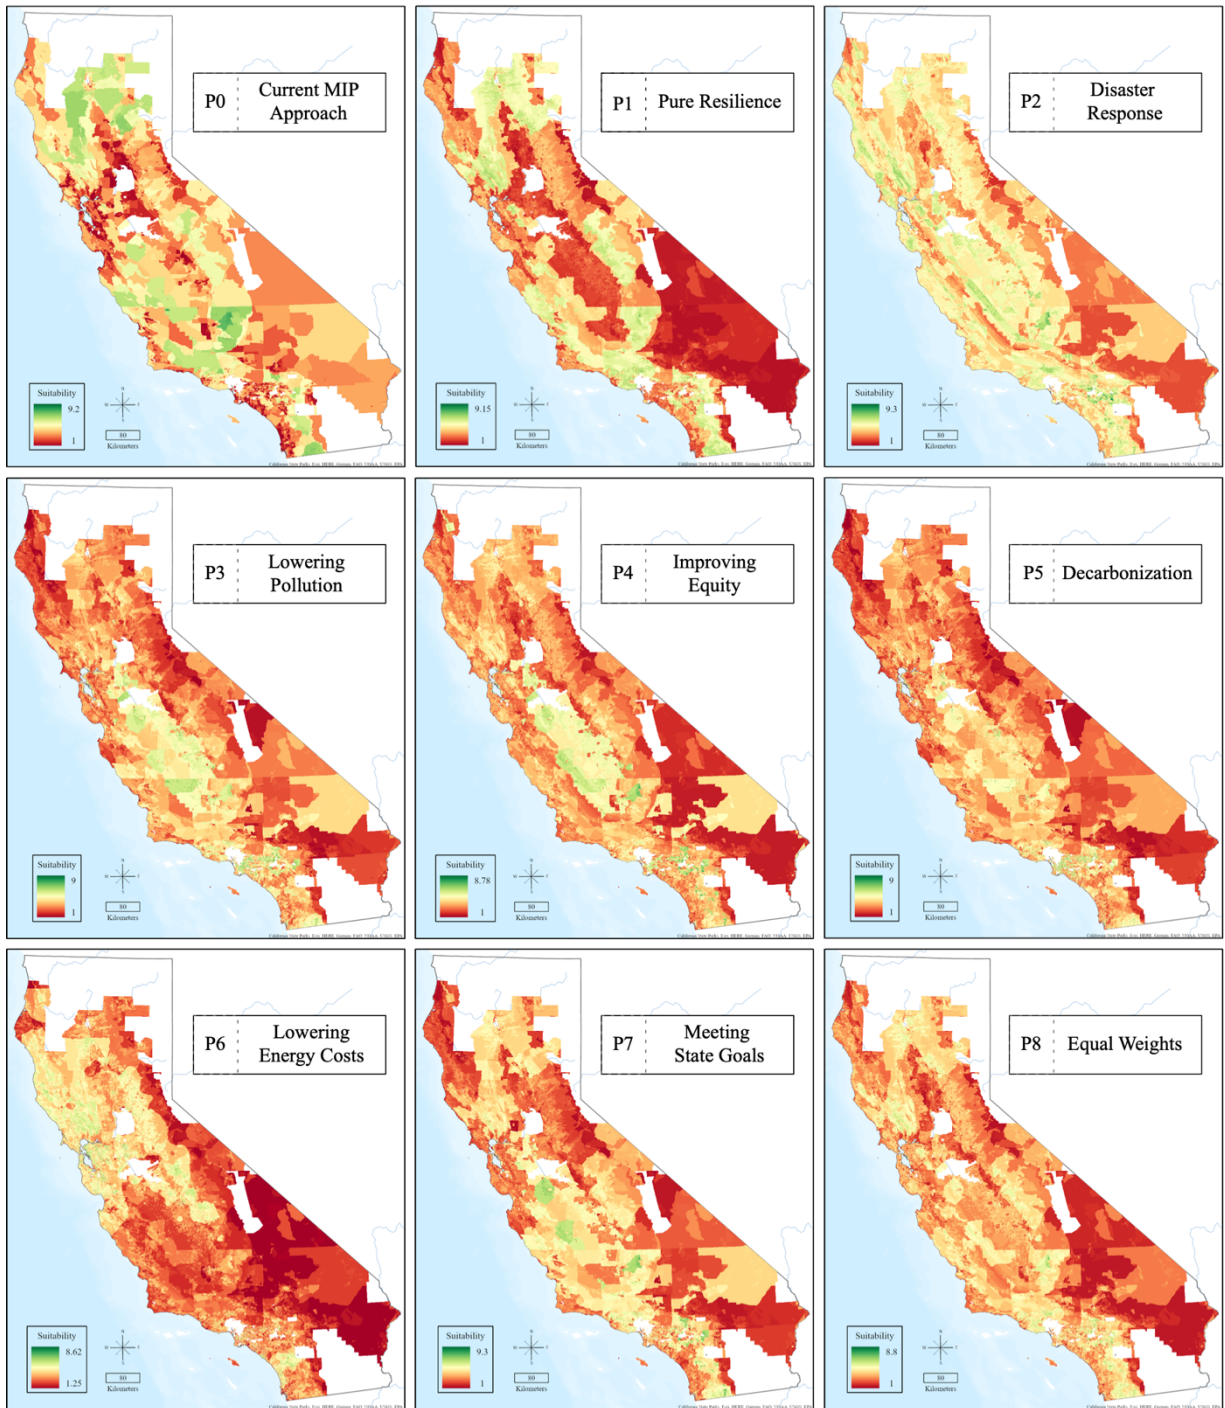 P0
Current MIP
Approach
Suitability
9.2
1
N
80
Kilometers
P1
Pure Resilience
Suitability
9.15
1
N
80
Kilometers
P2
Disaster
Response
Suitability
9.3
1
N
80
Kilometers
P3
Lowering
Pollution
Suitability
9
1
N
80
Kilometers
P4
Improving
Equity
Suitability
8.78
1
N
80
Kilometers
P5
Decarbonization
Suitability
9
1
N
80
Kilometers
P6
Lowering
Energy Costs
Suitability
8.62
1.25
N
80
Kilometers
P7
Meeting
State Goals
Suitability
9.3
1
N
80
Kilometers
P8
Equal Weights
Suitability
8.8
1
N
80
Kilometers